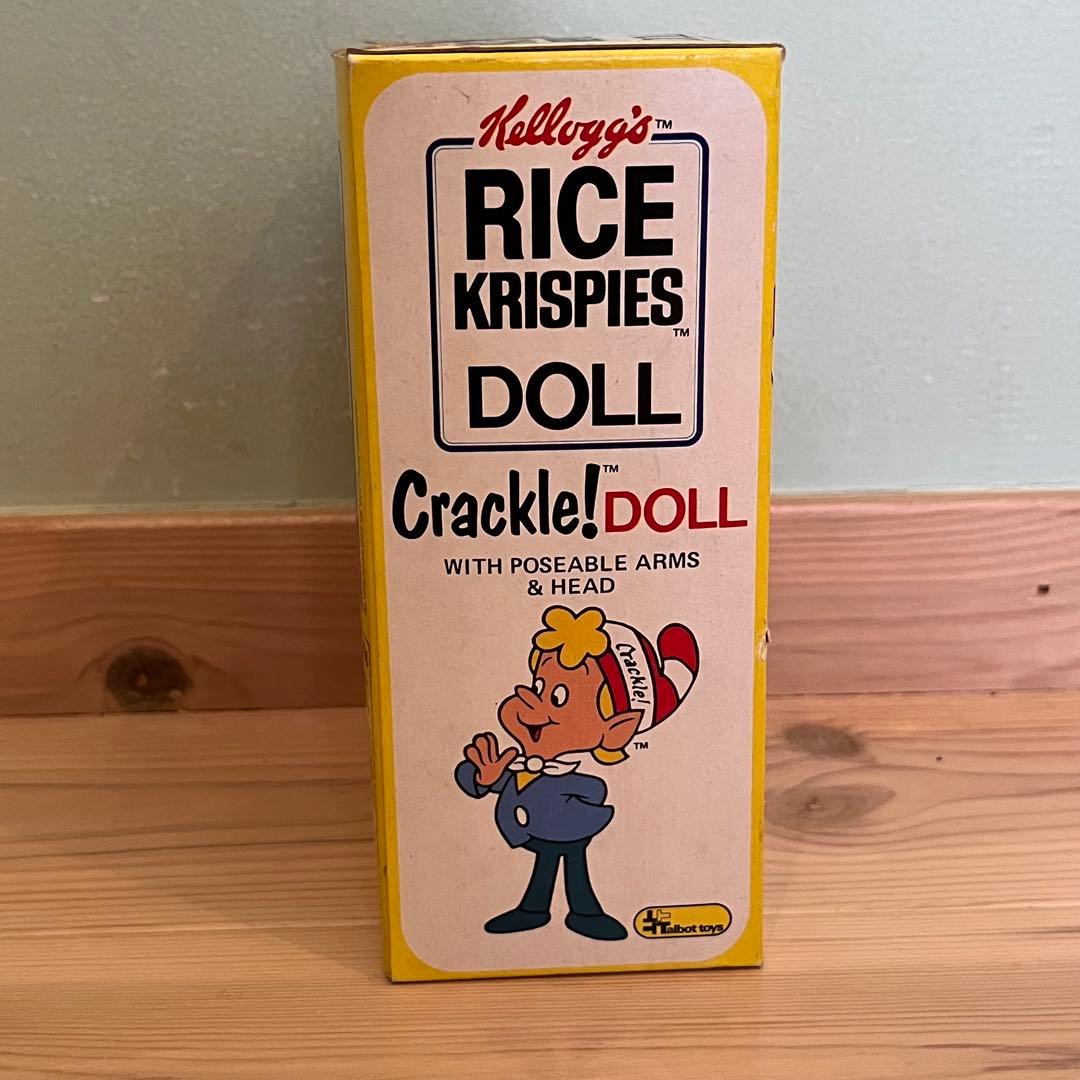 Kellogg's™
RICE
KRISPIES™
DOLL
Crackle!™ DOLL
WITH POSEABLE ARMS
& HEAD
Crackle!
TM
Talbot toys